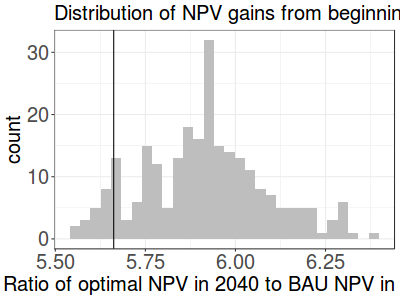 Distribution of NPV gains from beginnin
30
20
10
0
count
5.50 5.75 6.00 6.25
Ratio of optimal NPV in 2040 to BAU NPV in